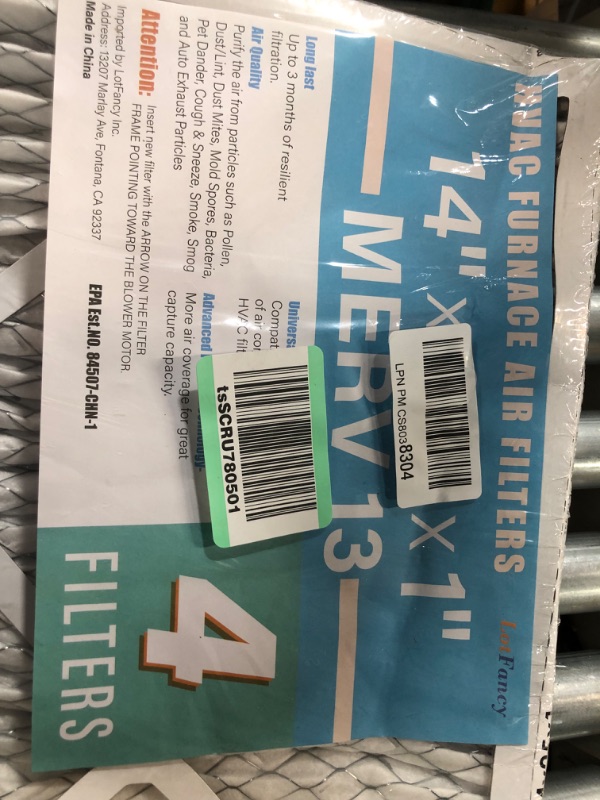 HVAC FURNACE AIR FILTERS
LotFancy
14" X X 1"
MERV 13
LPN PM CS8038304
tsSCRU780501
Long last
Up to 3 months of resilient
filtration.
Air Quality
Purify the air from particles such as Pollen,
Dust/Lint, Dust Mites, Mold Spores, Bacteria,
Pet Dander, Cough & Sneeze, Smoke, Smog
and Auto Exhaust Particles
of air
Advanced
More air coverage for great
capture capacity.
Attention: Insert new filter with the ARROW ON THE FILTER
FRAME POINTING TOWARD THE BLOWER MOTOR.
Imported by LotFancy Inc.
Address: 13207 Marlay Ave, Fontana, CA 92337
Made in China
EPA Est.NO. 84507-CHN-1
4
FILTERS